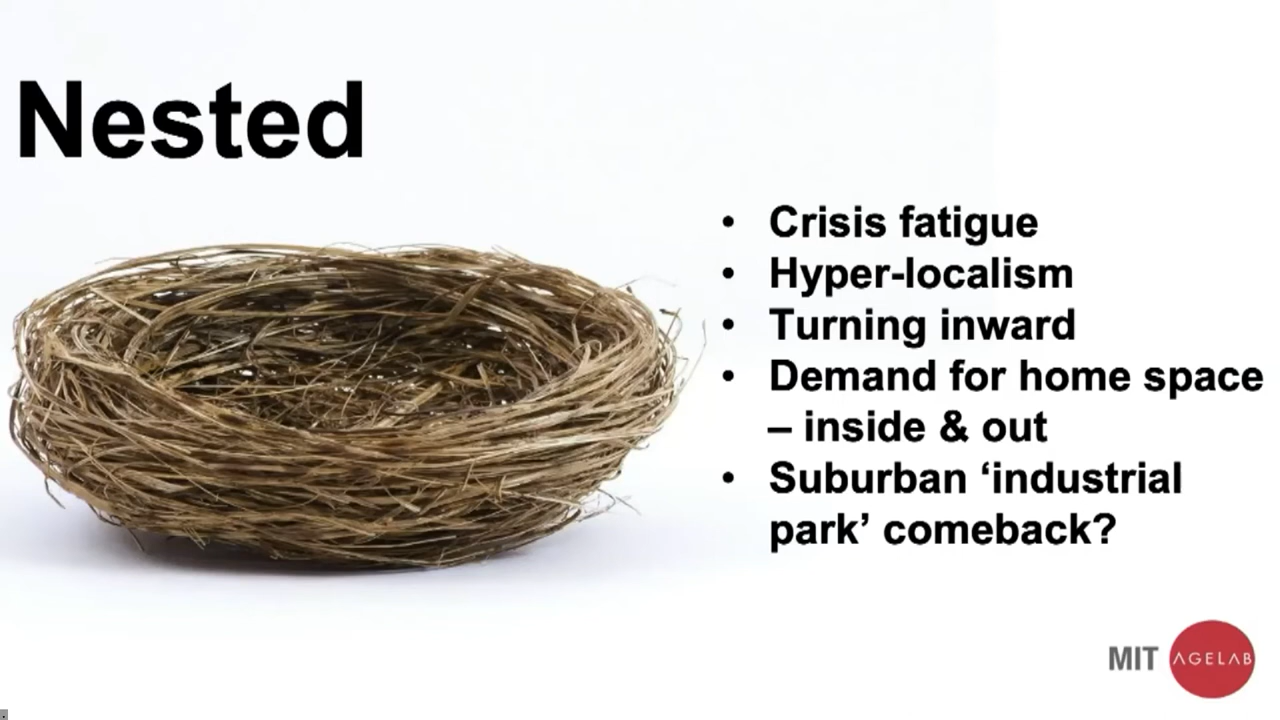 Nested
• Crisis fatigue
• Hyper-localism
• Turning inward
• Demand for home space
– inside & out
• Suburban ‘industrial
park’ comeback?
MIT AGELAB